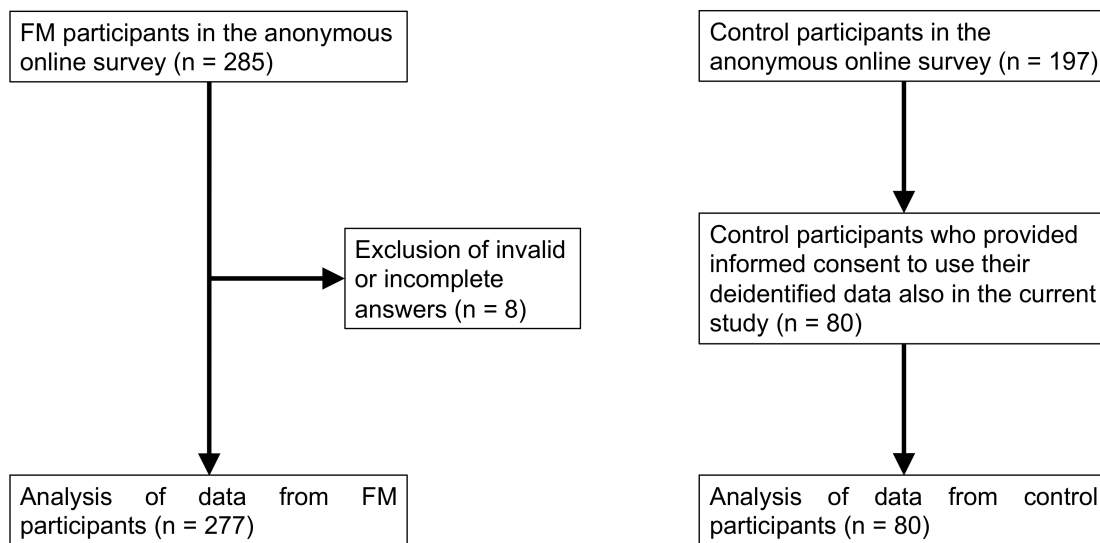 FM participants in the anonymous
online survey (n = 285)
Exclusion of invalid
or incomplete
answers (n = 8)
Analysis of data from FM
participants (n = 277)
Control participants in the
anonymous online survey (n = 197)
Control participants who provided
informed consent to use their
deidentified data also in the current
study (n = 80)
Analysis of data from control
participants (n = 80)